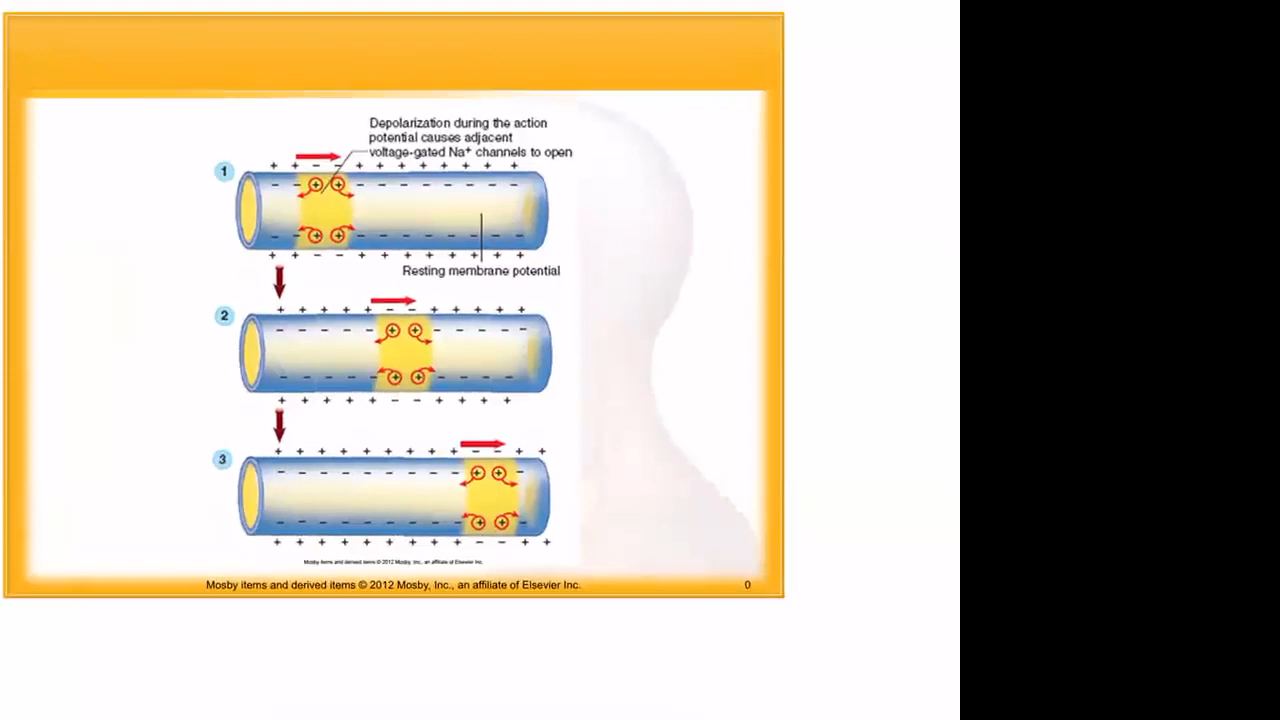 Depolarization during the action
potential causes adjacent
voltage-gated Na⁺ channels to open
1
Resting membrane potential
2
3
Mosby items and derived items © 2012 Mosby, Inc., an affiliate of Elsevier Inc.
Mosby items and derived items © 2012 Mosby, Inc., an affiliate of Elsevier Inc.
0